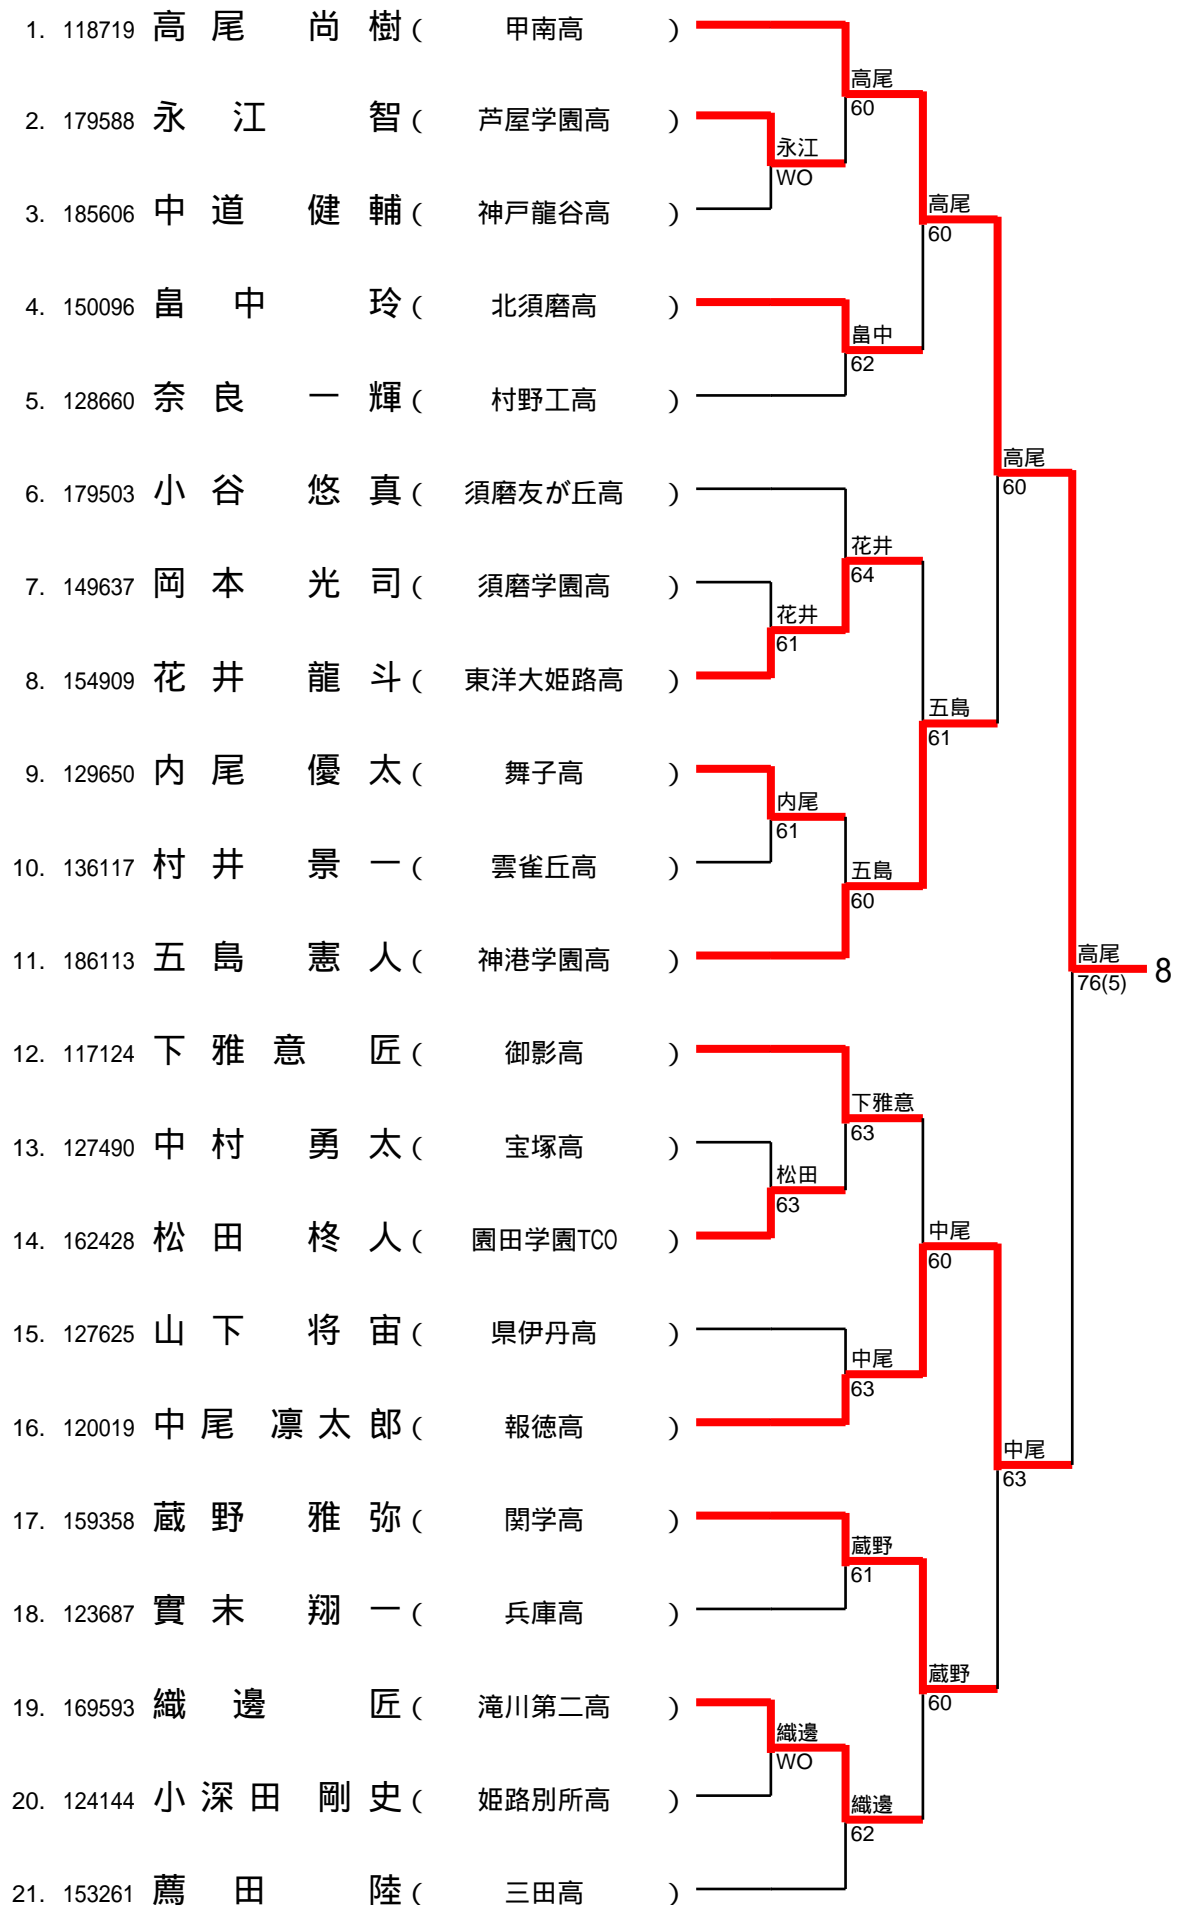 1. 118719 高尾 尚樹 ( 甲南高 )
高尾
60
2. 179588 永江 智 ( 芦屋学園高 )
永江
WO
3. 185606 中道 健輔 ( 神戸龍谷高 )
高尾
60
4. 150096 畠中 玲 ( 北須磨高 )
畠中
62
5. 128660 奈良 一輝 ( 村野工高 )
高尾
60
6. 179503 小谷 悠真 ( 須磨友が丘高 )
花井
64
7. 149637 岡本 光司 ( 須磨学園高 )
花井
61
8. 154909 花井 龍斗 ( 東洋大姫路高 )
五島
61
9. 129650 内尾 優太 ( 舞子高 )
内尾
61
10. 136117 村井 景一 ( 雲雀丘高 )
五島
60
11. 186113 五島 憲人 ( 神港学園高 )
高尾
76(5)
8
12. 117124 下雅意 匠 ( 御影高 )
下雅意
63
13. 127490 中村 勇太 ( 宝塚高 )
松田
63
14. 162428 松田 柊人 ( 園田学園TCO )
中尾
60
15. 127625 山下 将宙 ( 県伊丹高 )
中尾
63
16. 120019 中尾 凛太郎 ( 報徳高 )
中尾
63
17. 159358 蔵野 雅弥 ( 関学高 )
蔵野
61
18. 123687 實末 翔一 ( 兵庫高 )
蔵野
60
19. 169593 織邊 匠 ( 滝川第二高 )
織邊
WO
20. 124144 小深田 剛史 ( 姫路別所高 )
織邊
62
21. 153261 薦田 陸 ( 三田高 )